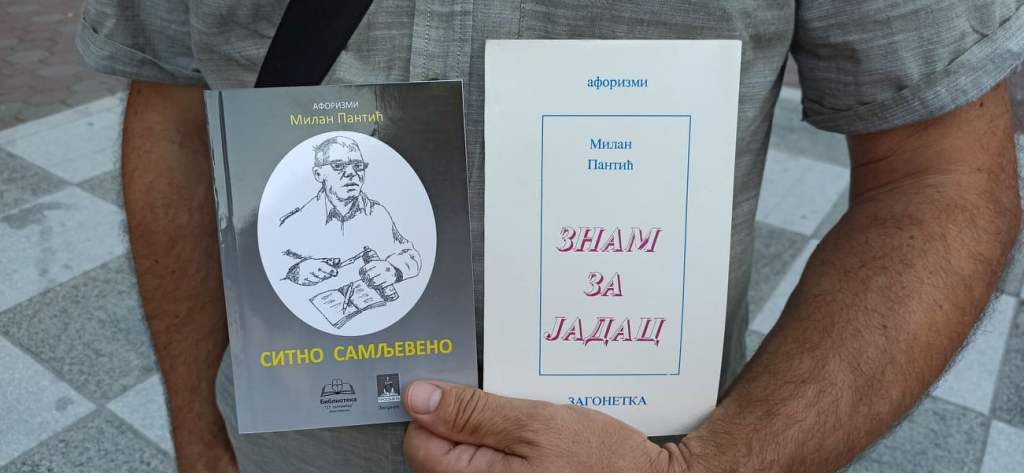 АФОРИЗМИ
Милан Пантић
СИТНО САМЉЕВЕНО
Библиотека
афоризми
Милан
Пантић
ЗНАМ
ЗА
ЈАДАЦ
ЗАГОНЕТКА